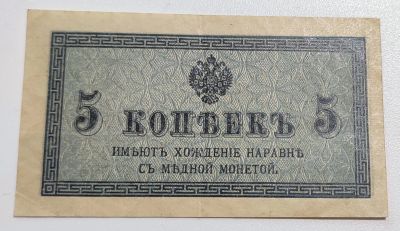 5 КОПѢЕКЪ 5
ИМѢЮТЪ ХОЖДЕНІЕ НАРАВНѢ
СЪ МѢДНОЙ МОНЕТОЙ.